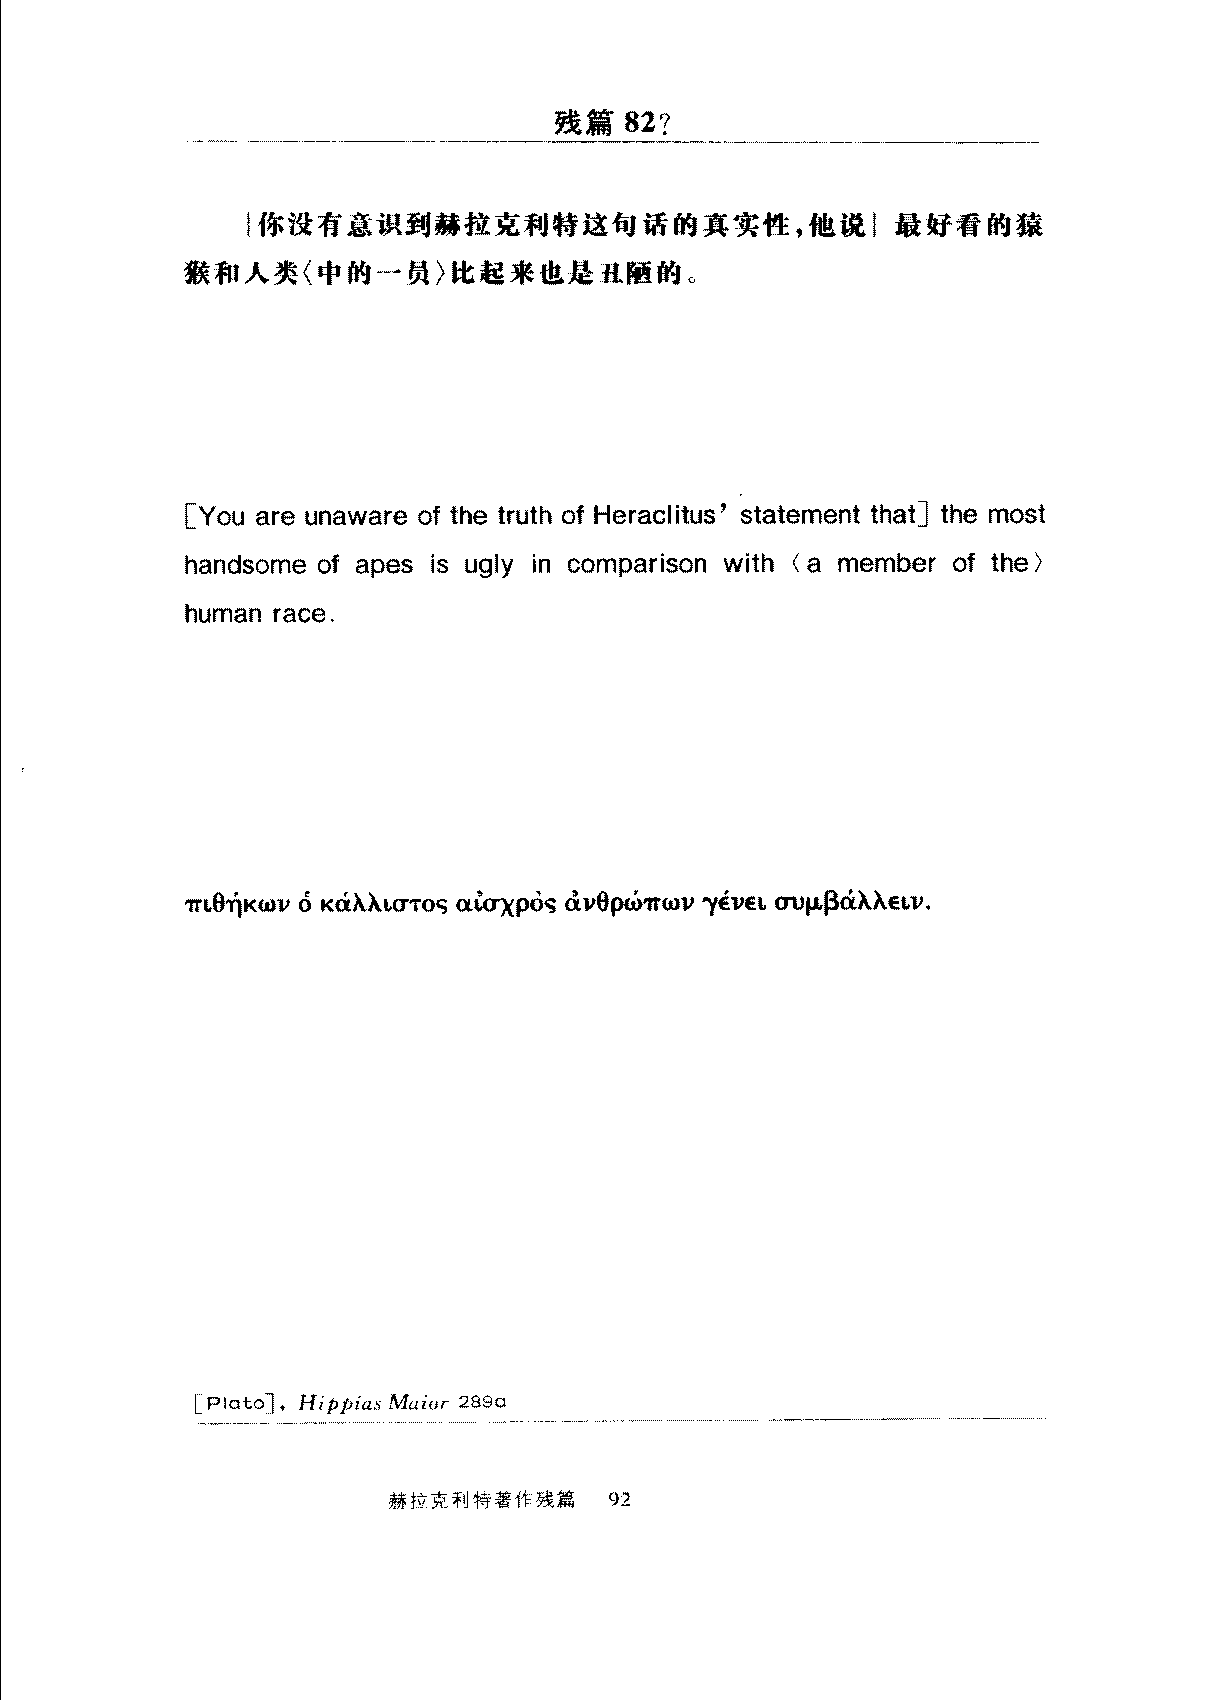 残篇 82?
[你没有意识到赫拉克利特这句话的真实性,他说] 最好看的猿
猴和人类〈中的一员〉比起来也是丑陋的。
[You are unaware of the truth of Heraclitus’ statement that] the most
handsome of apes is ugly in comparison with 〈a member of the〉
human race.
πιθήκων ὁ κάλλιστος αἰσχρὸς ἀνθρώπων γένει συμβάλλειν.
[Plato], Hippias Maior 289a
赫拉克利特著作残篇 92